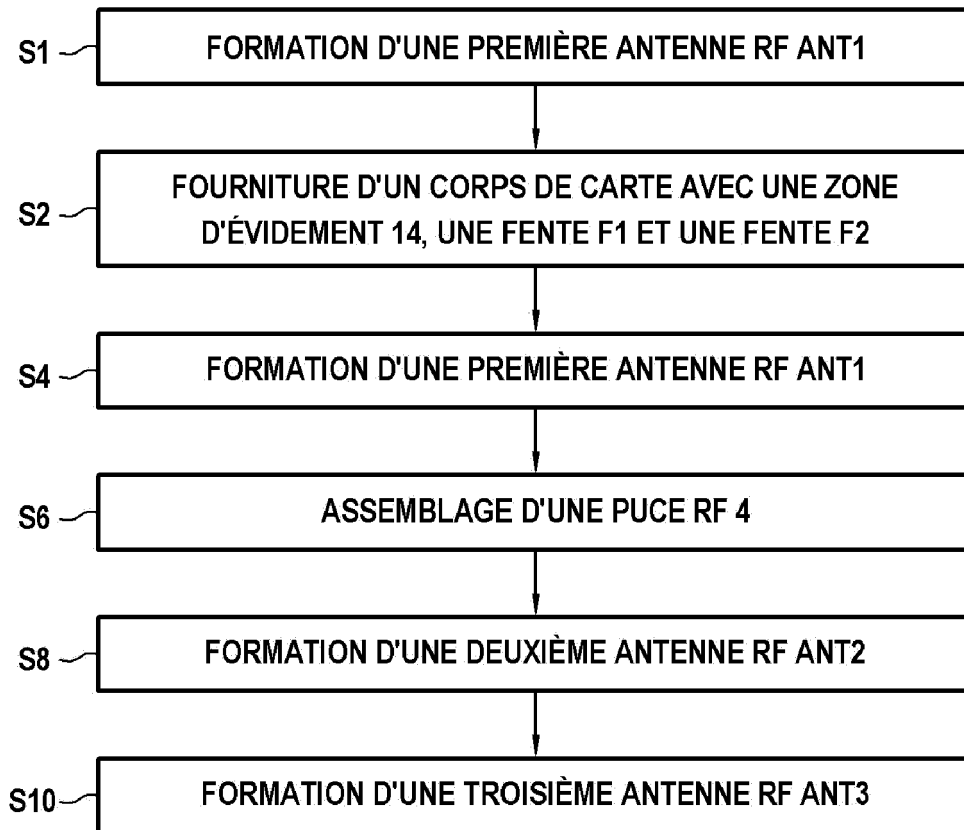 S1
FORMATION D'UNE PREMIÈRE ANTENNE RF ANT1
S2
FOURNITURE D'UN CORPS DE CARTE AVEC UNE ZONE
D'ÉVIDEMENT 14, UNE FENTE F1 ET UNE FENTE F2
S4
FORMATION D'UNE PREMIÈRE ANTENNE RF ANT1
S6
ASSEMBLAGE D'UNE PUCE RF 4
S8
FORMATION D'UNE DEUXIÈME ANTENNE RF ANT2
S10
FORMATION D'UNE TROISIÈME ANTENNE RF ANT3